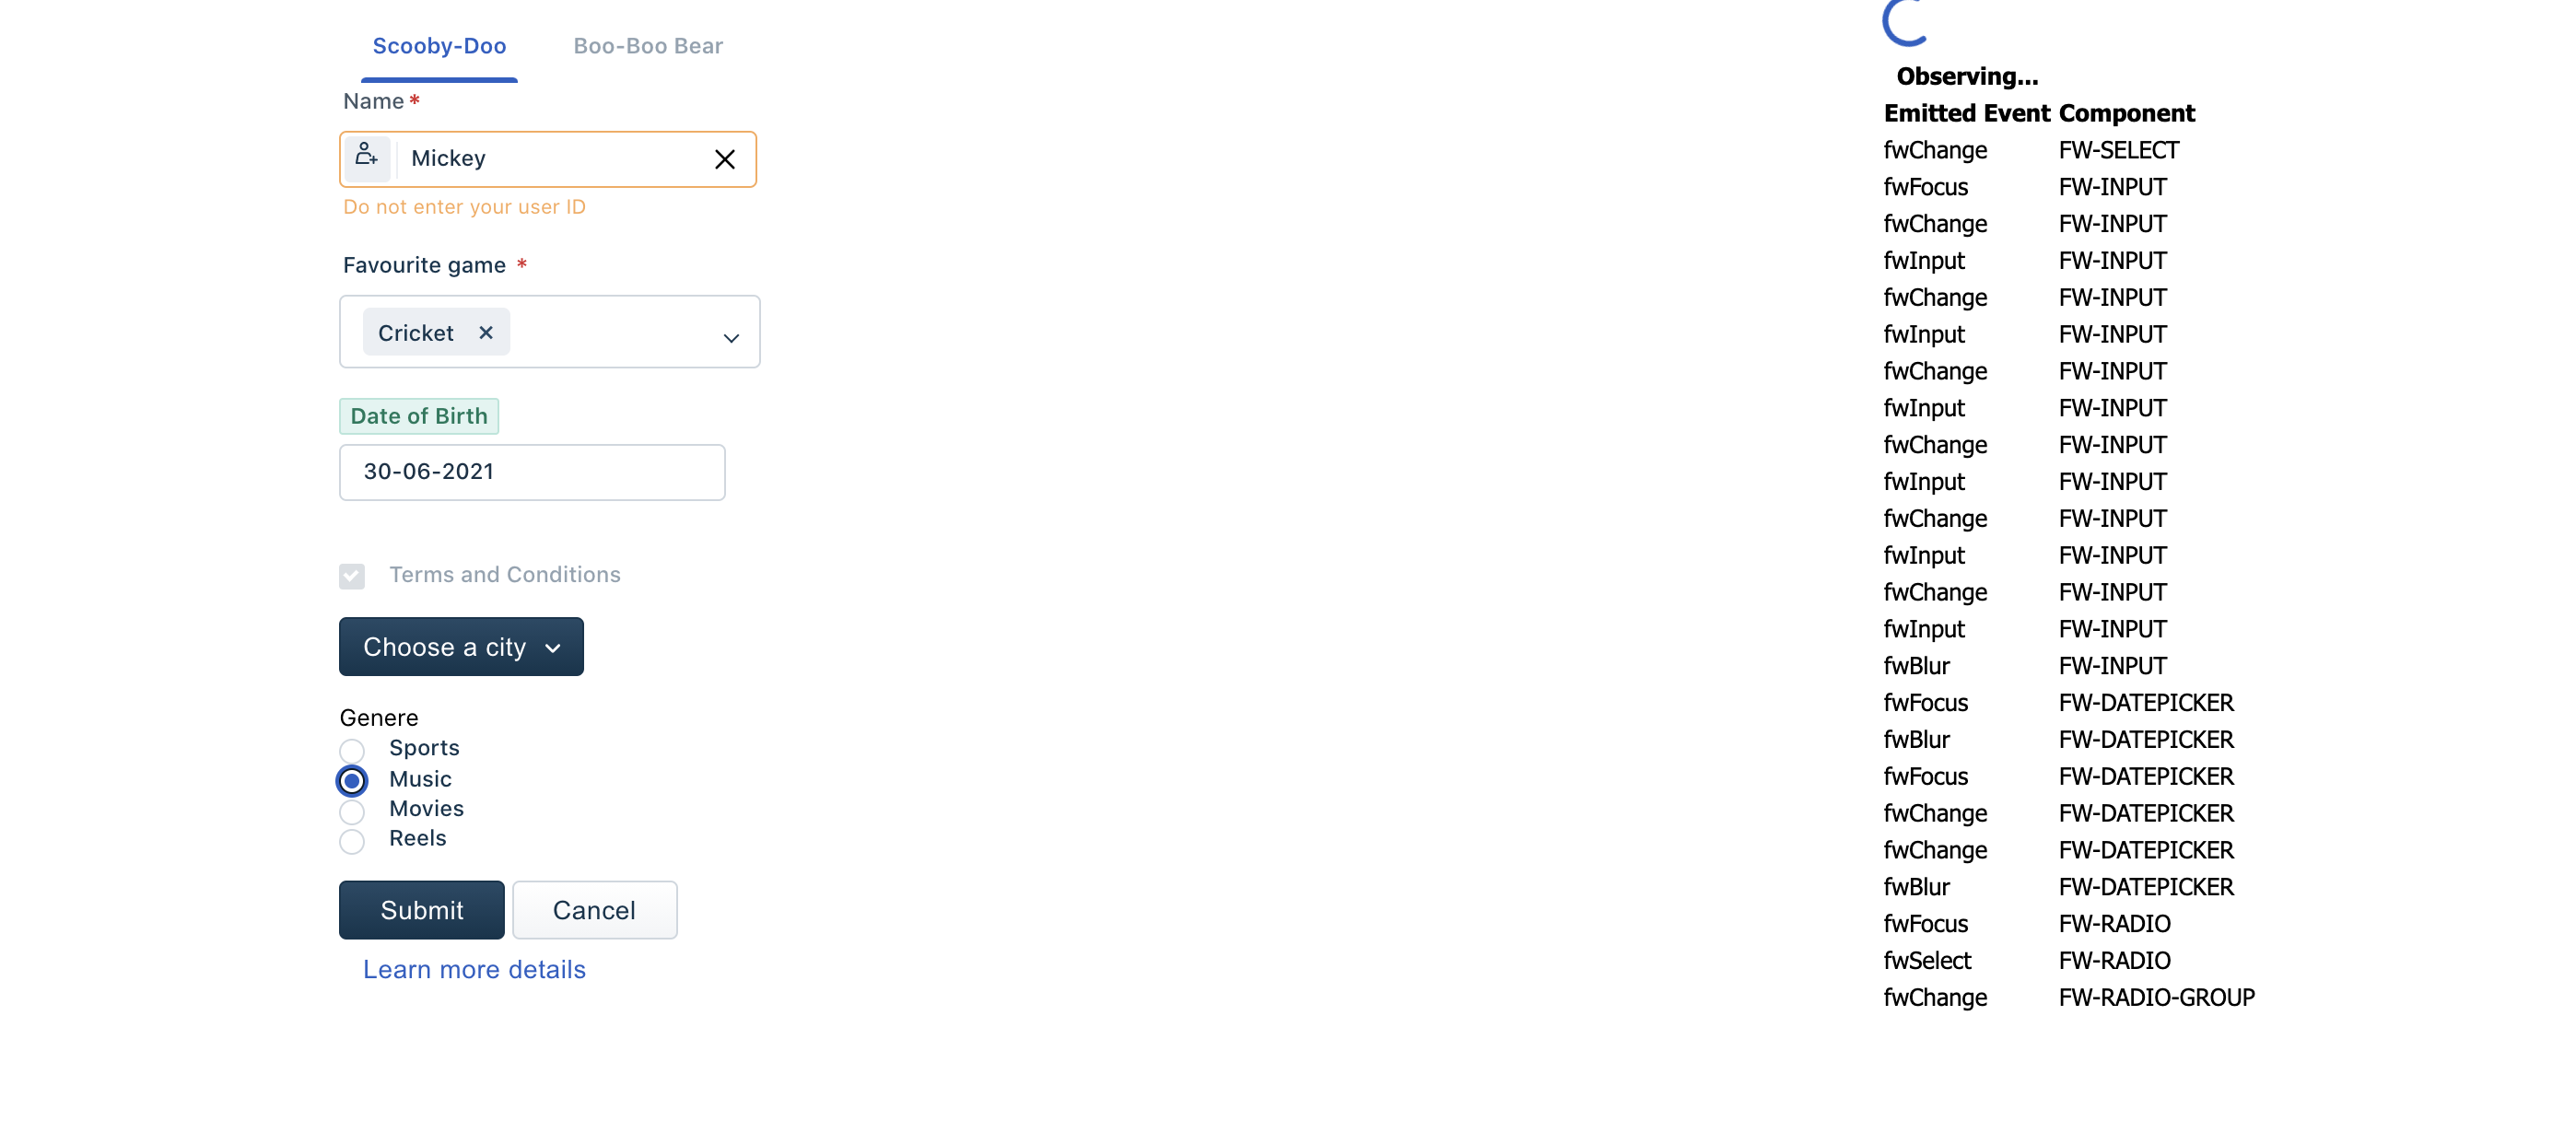 Scooby-Doo Boo-Boo Bear
Name *
Mickey
Do not enter your user ID
Favourite game *
Cricket
Date of Birth
30-06-2021
Terms and Conditions
Choose a city
Genere
Sports
Music
Movies
Reels
Submit Cancel
Learn more details
Observing...
Emitted Event Component
fwChange FW-SELECT
fwFocus FW-INPUT
fwChange FW-INPUT
fwInput FW-INPUT
fwChange FW-INPUT
fwInput FW-INPUT
fwChange FW-INPUT
fwInput FW-INPUT
fwChange FW-INPUT
fwInput FW-INPUT
fwChange FW-INPUT
fwInput FW-INPUT
fwChange FW-INPUT
fwInput FW-INPUT
fwBlur FW-INPUT
fwFocus FW-DATEPICKER
fwBlur FW-DATEPICKER
fwFocus FW-DATEPICKER
fwChange FW-DATEPICKER
fwChange FW-DATEPICKER
fwBlur FW-DATEPICKER
fwFocus FW-RADIO
fwSelect FW-RADIO
fwChange FW-RADIO-GROUP